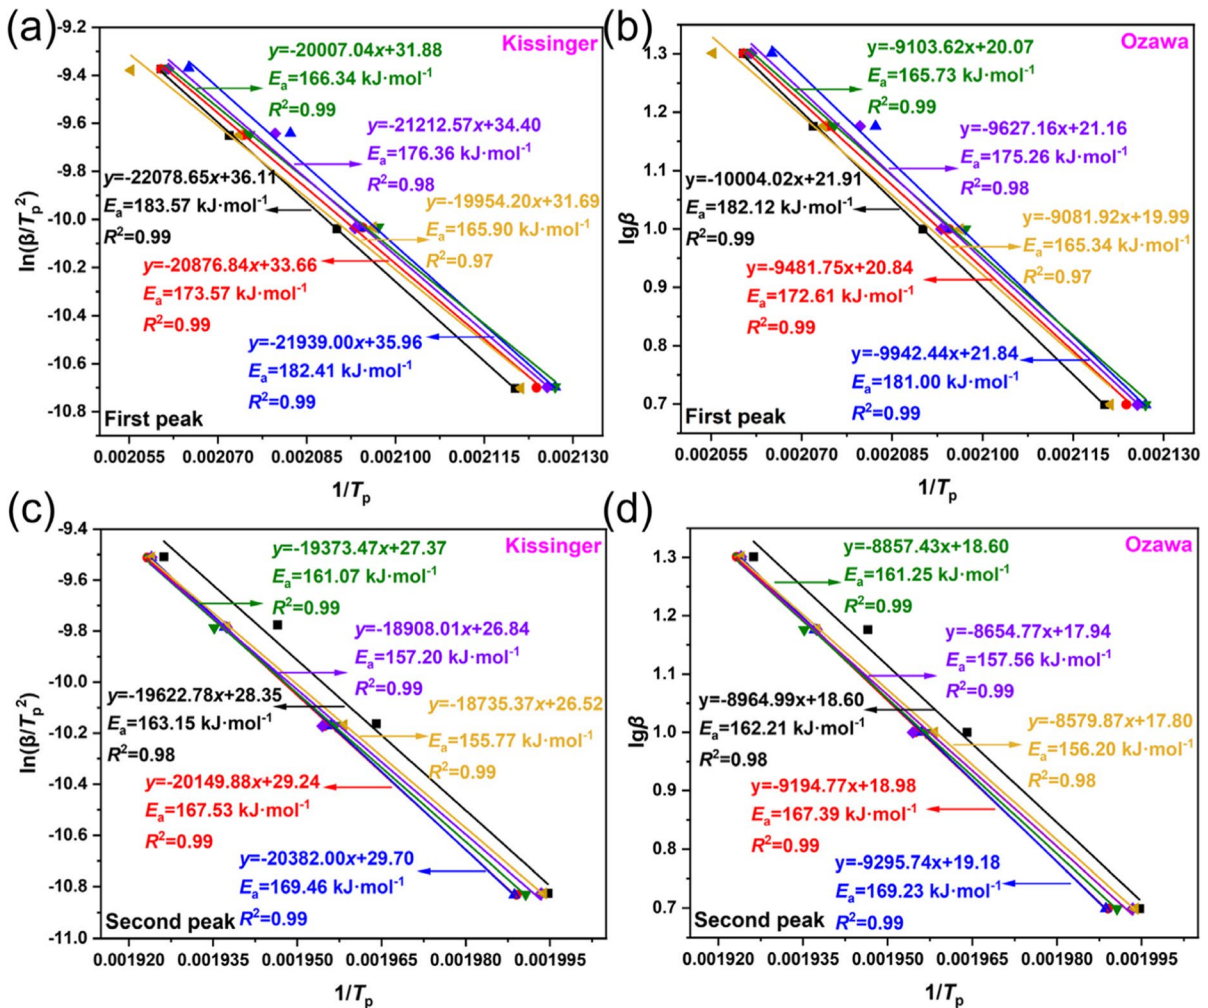 (a)
Kissinger
y=-20007.04x+31.88
Eₐ=166.34 kJ·mol⁻¹
R²=0.99
y=-21212.57x+34.40
Eₐ=176.36 kJ·mol⁻¹
R²=0.98
y=-22078.65x+36.11
Eₐ=183.57 kJ·mol⁻¹
R²=0.99
y=-19954.20x+31.69
Eₐ=165.90 kJ·mol⁻¹
R²=0.97
y=-20876.84x+33.66
Eₐ=173.57 kJ·mol⁻¹
R²=0.99
y=-21939.00x+35.96
Eₐ=182.41 kJ·mol⁻¹
R²=0.99
First peak
ln(β/Tₚ²)
-9.2
-9.4
-9.6
-9.8
-10.0
-10.2
-10.4
-10.6
-10.8
0.002055 0.002070 0.002085 0.002100 0.002115 0.002130
1/Tₚ
(b)
Ozawa
y=-9103.62x+20.07
Eₐ=165.73 kJ·mol⁻¹
R²=0.99
y=-9627.16x+21.16
Eₐ=175.26 kJ·mol⁻¹
R²=0.98
y=-10004.02x+21.91
Eₐ=182.12 kJ·mol⁻¹
R²=0.99
y=-9081.92x+19.99
Eₐ=165.34 kJ·mol⁻¹
R²=0.97
y=-9481.75x+20.84
Eₐ=172.61 kJ·mol⁻¹
R²=0.99
y=-9942.44x+21.84
Eₐ=181.00 kJ·mol⁻¹
R²=0.99
First peak
lgβ
1.3
1.2
1.1
1.0
0.9
0.8
0.7
0.002055 0.002070 0.002085 0.002100 0.002115 0.002130
1/Tₚ
(c)
Kissinger
y=-19373.47x+27.37
Eₐ=161.07 kJ·mol⁻¹
R²=0.99
y=-18908.01x+26.84
Eₐ=157.20 kJ·mol⁻¹
R²=0.99
y=-19622.78x+28.35
Eₐ=163.15 kJ·mol⁻¹
R²=0.98
y=-18735.37x+26.52
Eₐ=155.77 kJ·mol⁻¹
R²=0.99
y=-20149.88x+29.24
Eₐ=167.53 kJ·mol⁻¹
R²=0.99
y=-20382.00x+29.70
Eₐ=169.46 kJ·mol⁻¹
R²=0.99
Second peak
ln(β/Tₚ²)
-9.4
-9.6
-9.8
-10.0
-10.2
-10.4
-10.6
-10.8
-11.0
0.001920 0.001935 0.001950 0.001965 0.001980 0.001995
1/Tₚ
(d)
Ozawa
y=-8857.43x+18.60
Eₐ=161.25 kJ·mol⁻¹
R²=0.99
y=-8654.77x+17.94
Eₐ=157.56 kJ·mol⁻¹
R²=0.99
y=-8964.99x+18.60
Eₐ=162.21 kJ·mol⁻¹
R²=0.98
y=-8579.87x+17.80
Eₐ=156.20 kJ·mol⁻¹
R²=0.98
y=-9194.77x+18.98
Eₐ=167.39 kJ·mol⁻¹
R²=0.99
y=-9295.74x+19.18
Eₐ=169.23 kJ·mol⁻¹
R²=0.99
Second peak
lgβ
1.3
1.2
1.1
1.0
0.9
0.8
0.7
0.001920 0.001935 0.001950 0.001965 0.001980 0.001995
1/Tₚ